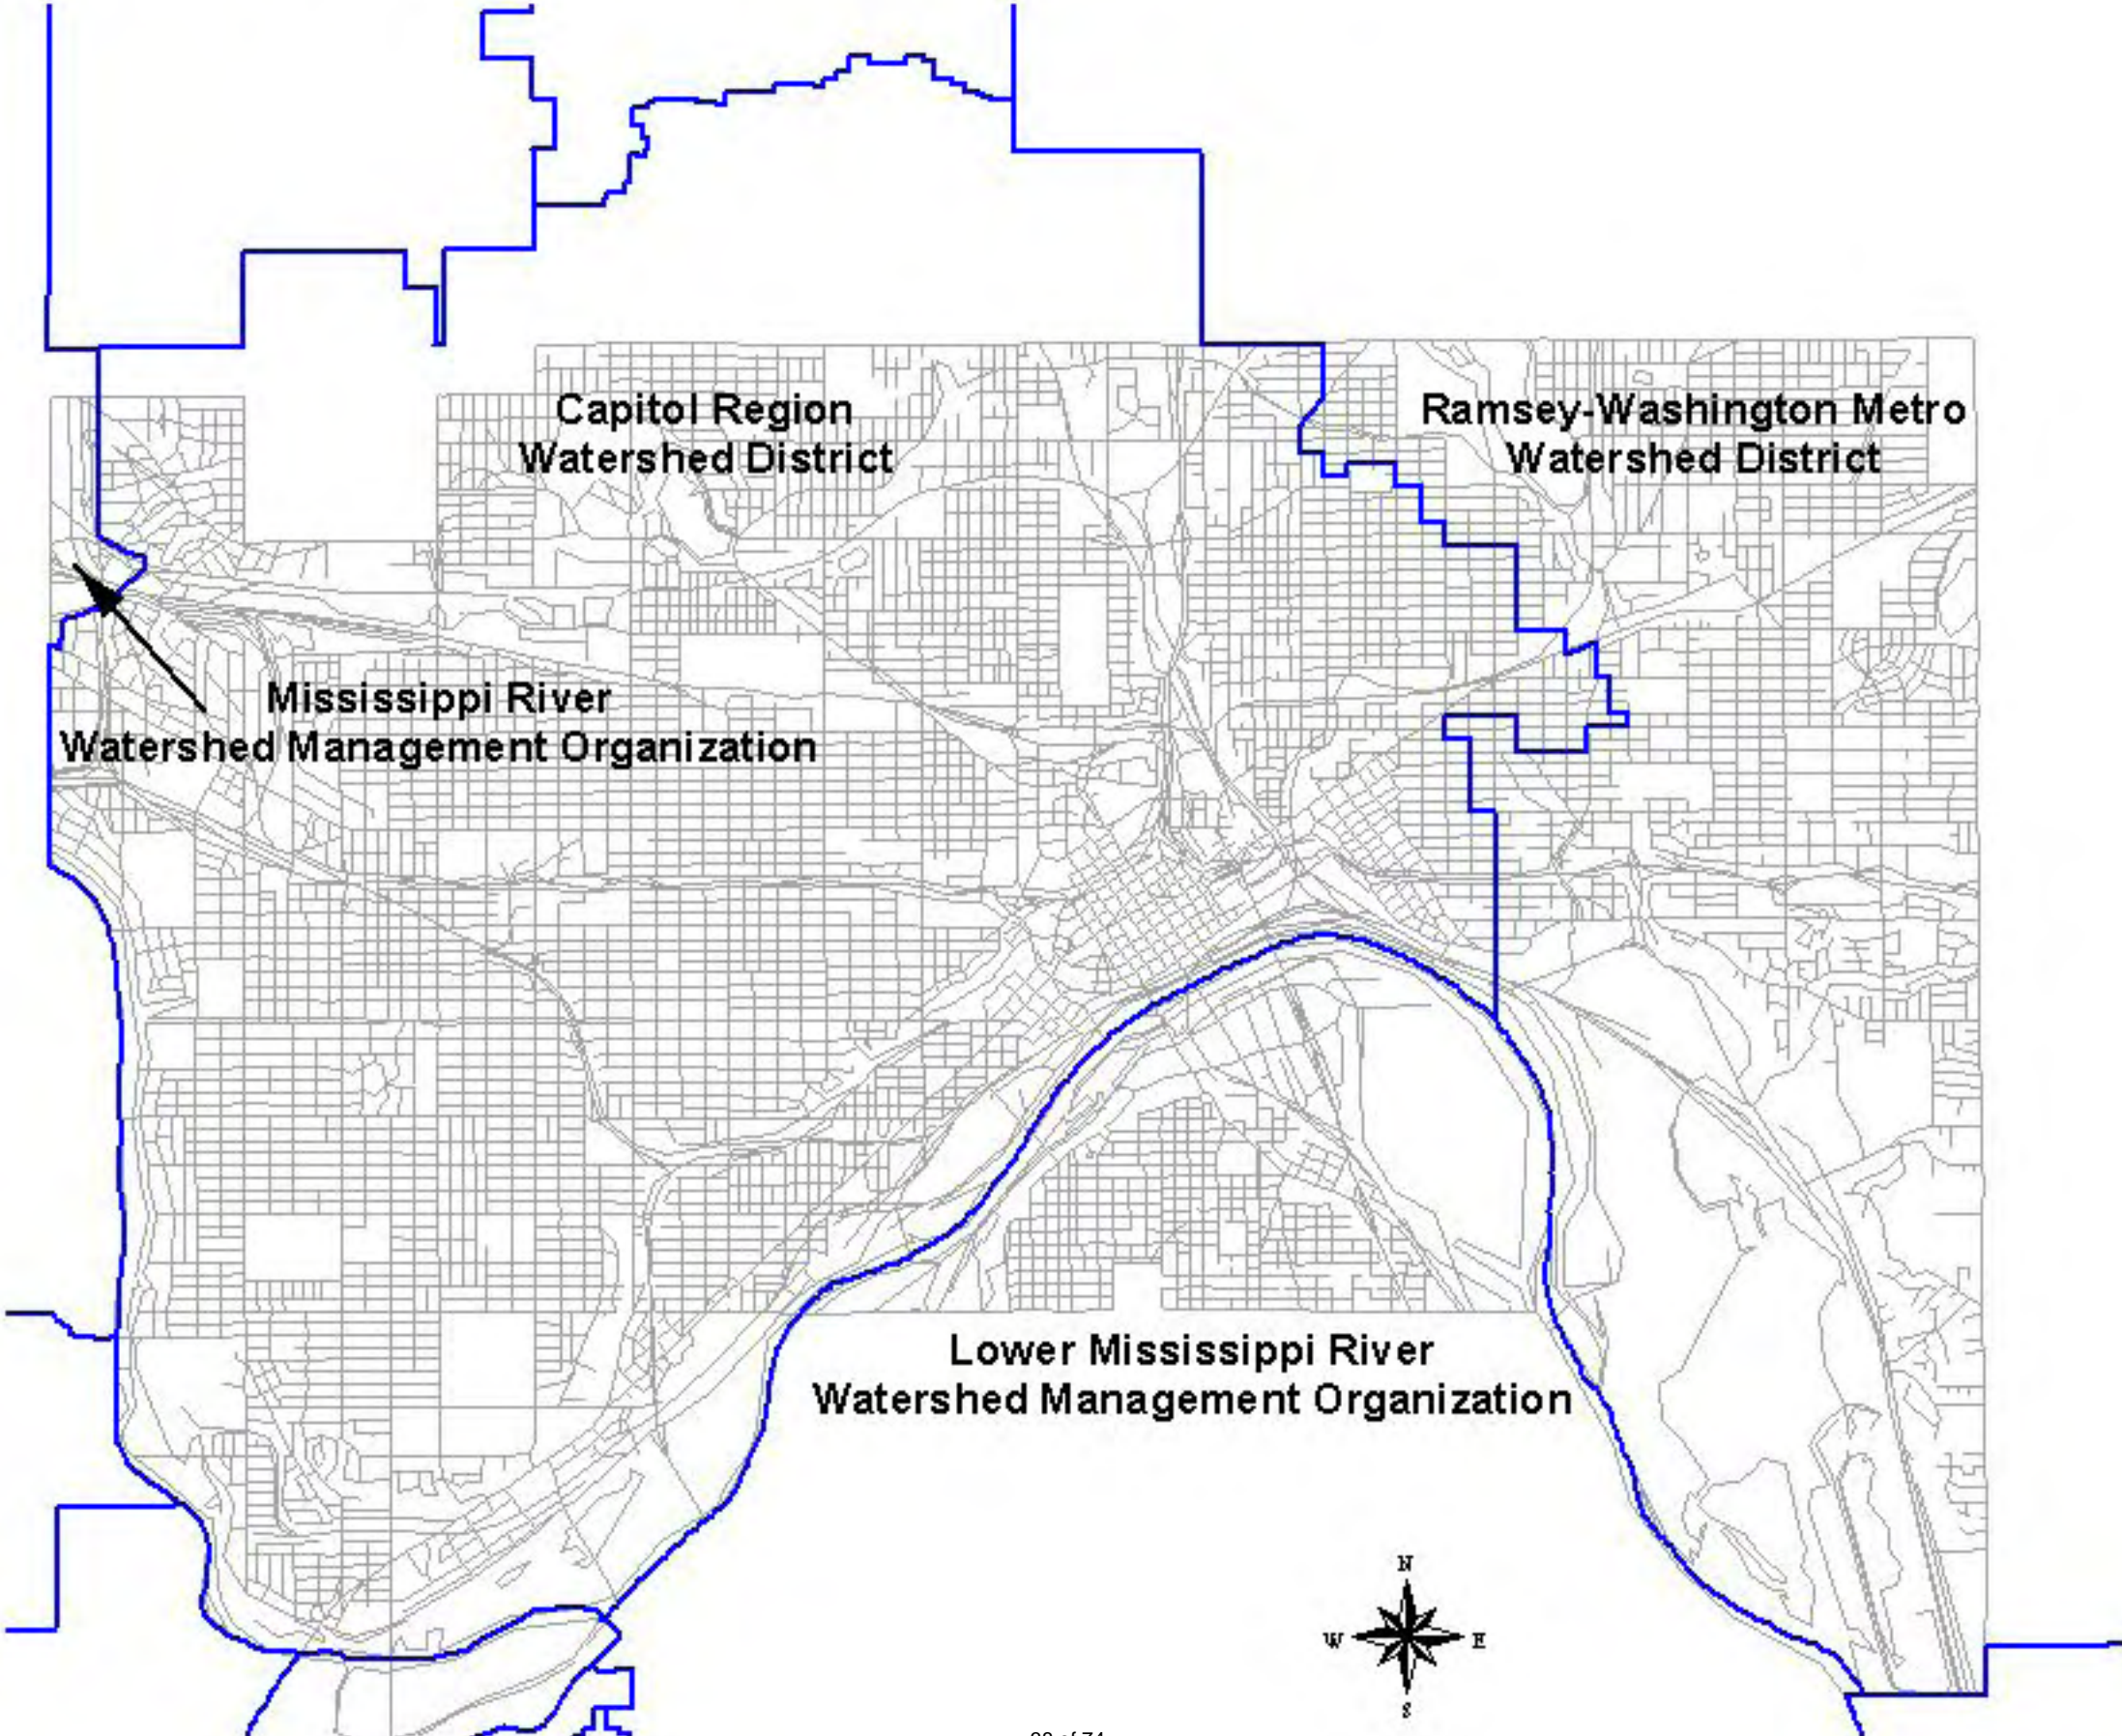 Capitol Region
Watershed District
Ramsey-Washington Metro
Watershed District
Mississippi River
Watershed Management Organization
Lower Mississippi River
Watershed Management Organization
N
W E
S